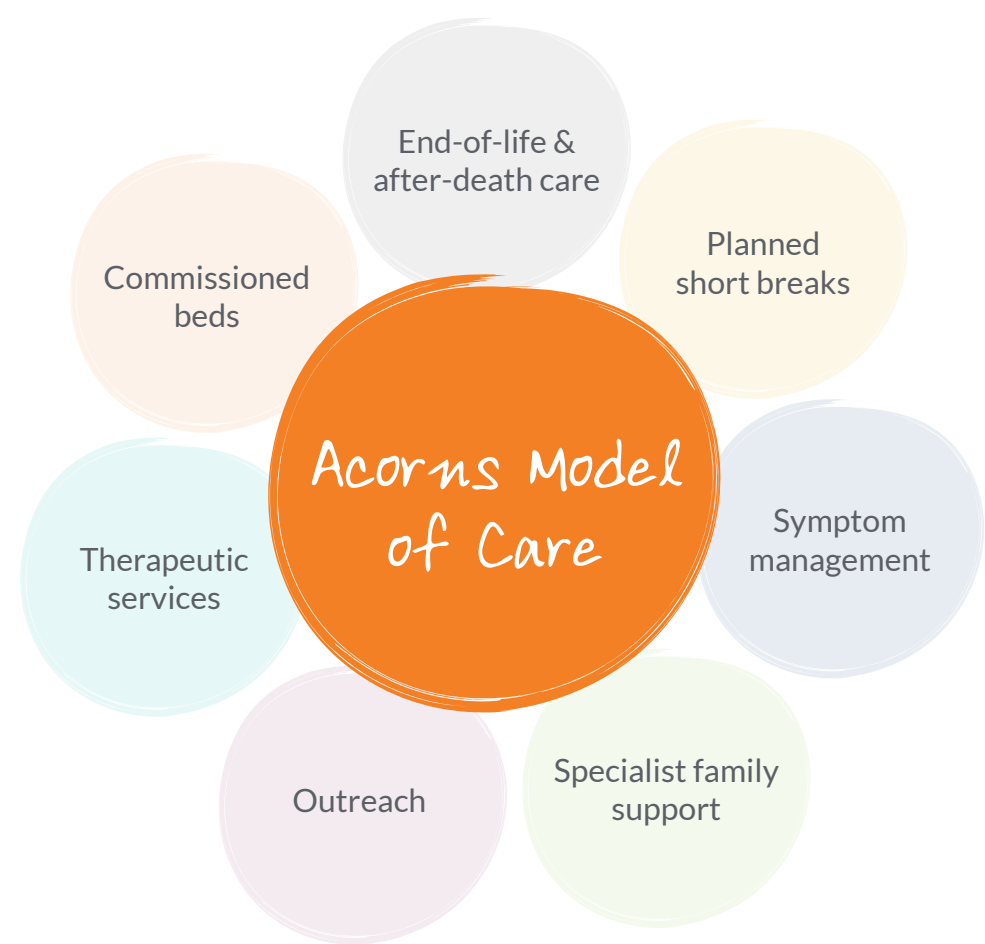 End-of-life &
after-death care
Planned
short breaks
Commissioned
beds
Acorns Model
of Care
Symptom
management
Therapeutic
services
Specialist family
support
Outreach